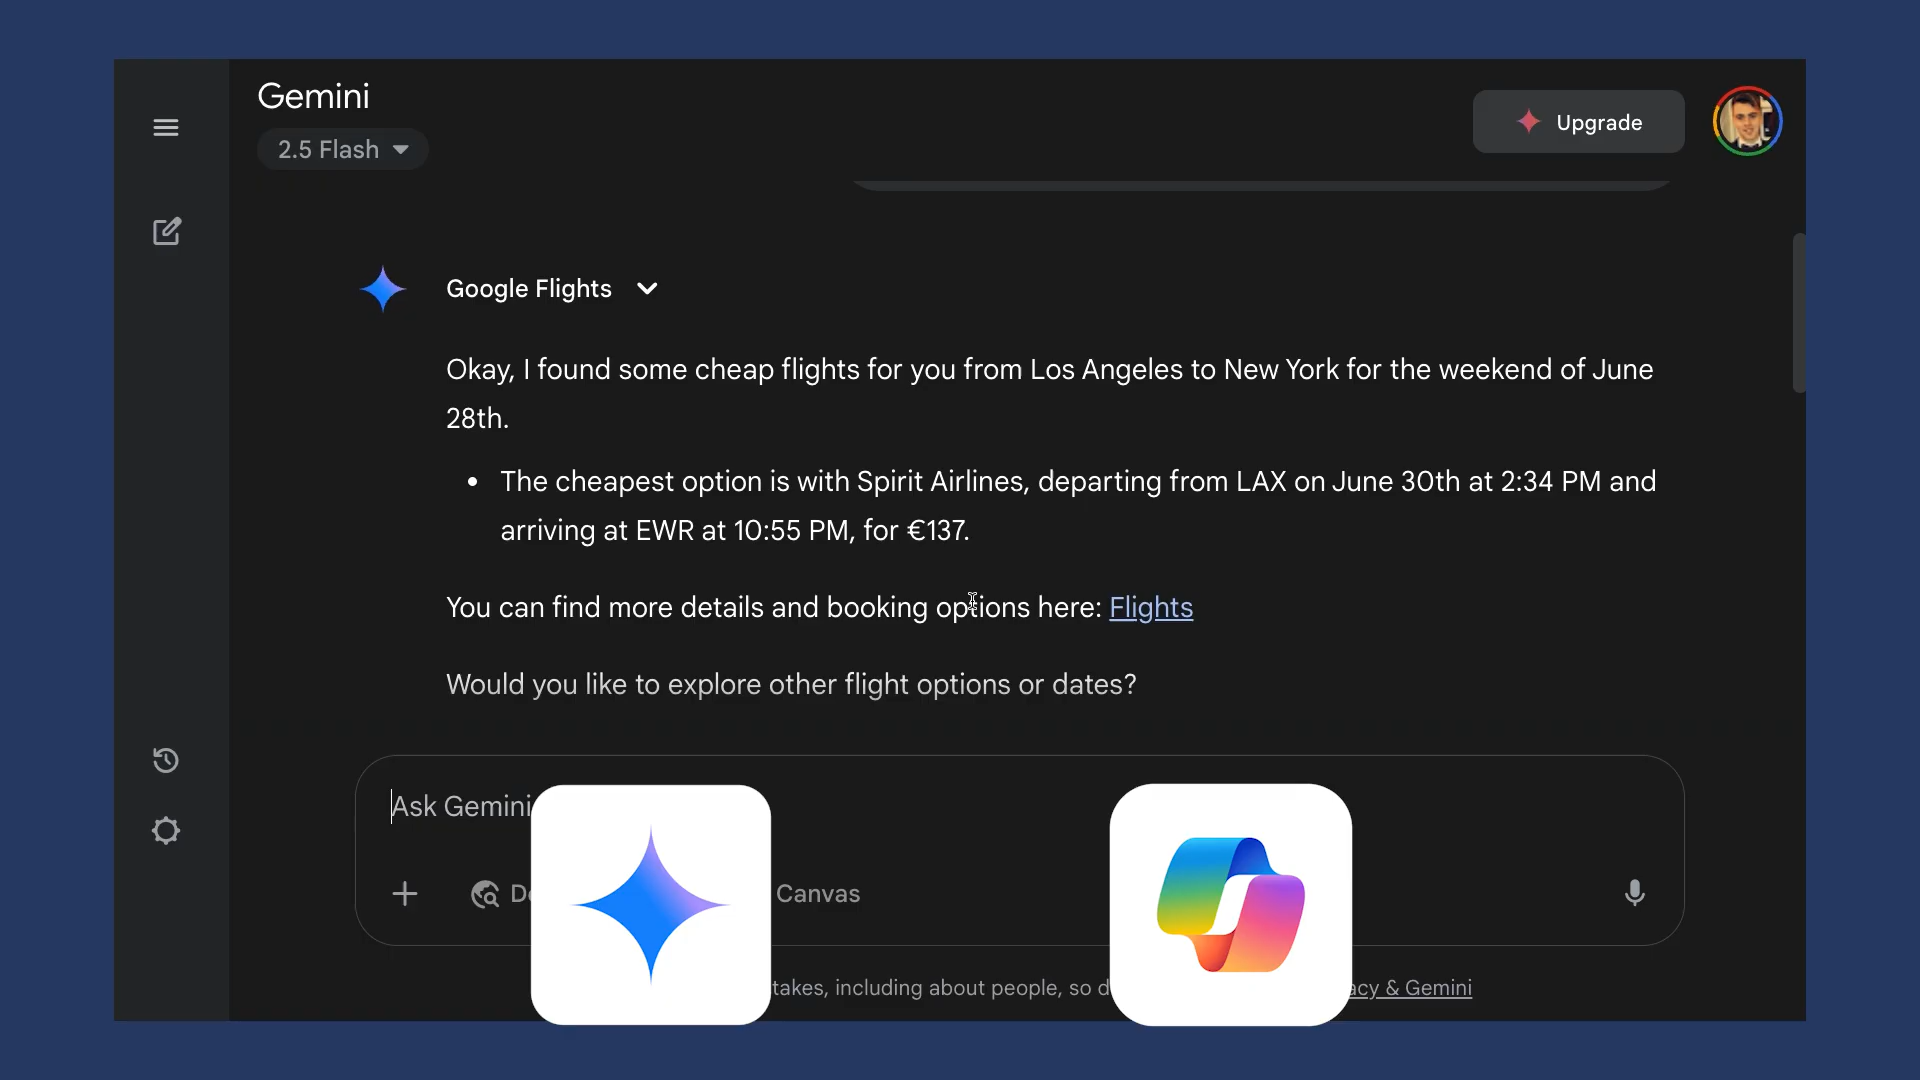 Gemini
2.5 Flash
Upgrade
Google Flights
Okay, I found some cheap flights for you from Los Angeles to New York for the weekend of June
28th.
• The cheapest option is with Spirit Airlines, departing from LAX on June 30th at 2:34 PM and
arriving at EWR at 10:55 PM, for €137.
You can find more details and booking options here: Flights
Would you like to explore other flight options or dates?
Ask Gemini
Canvas
takes, including about people, so
& Gemini